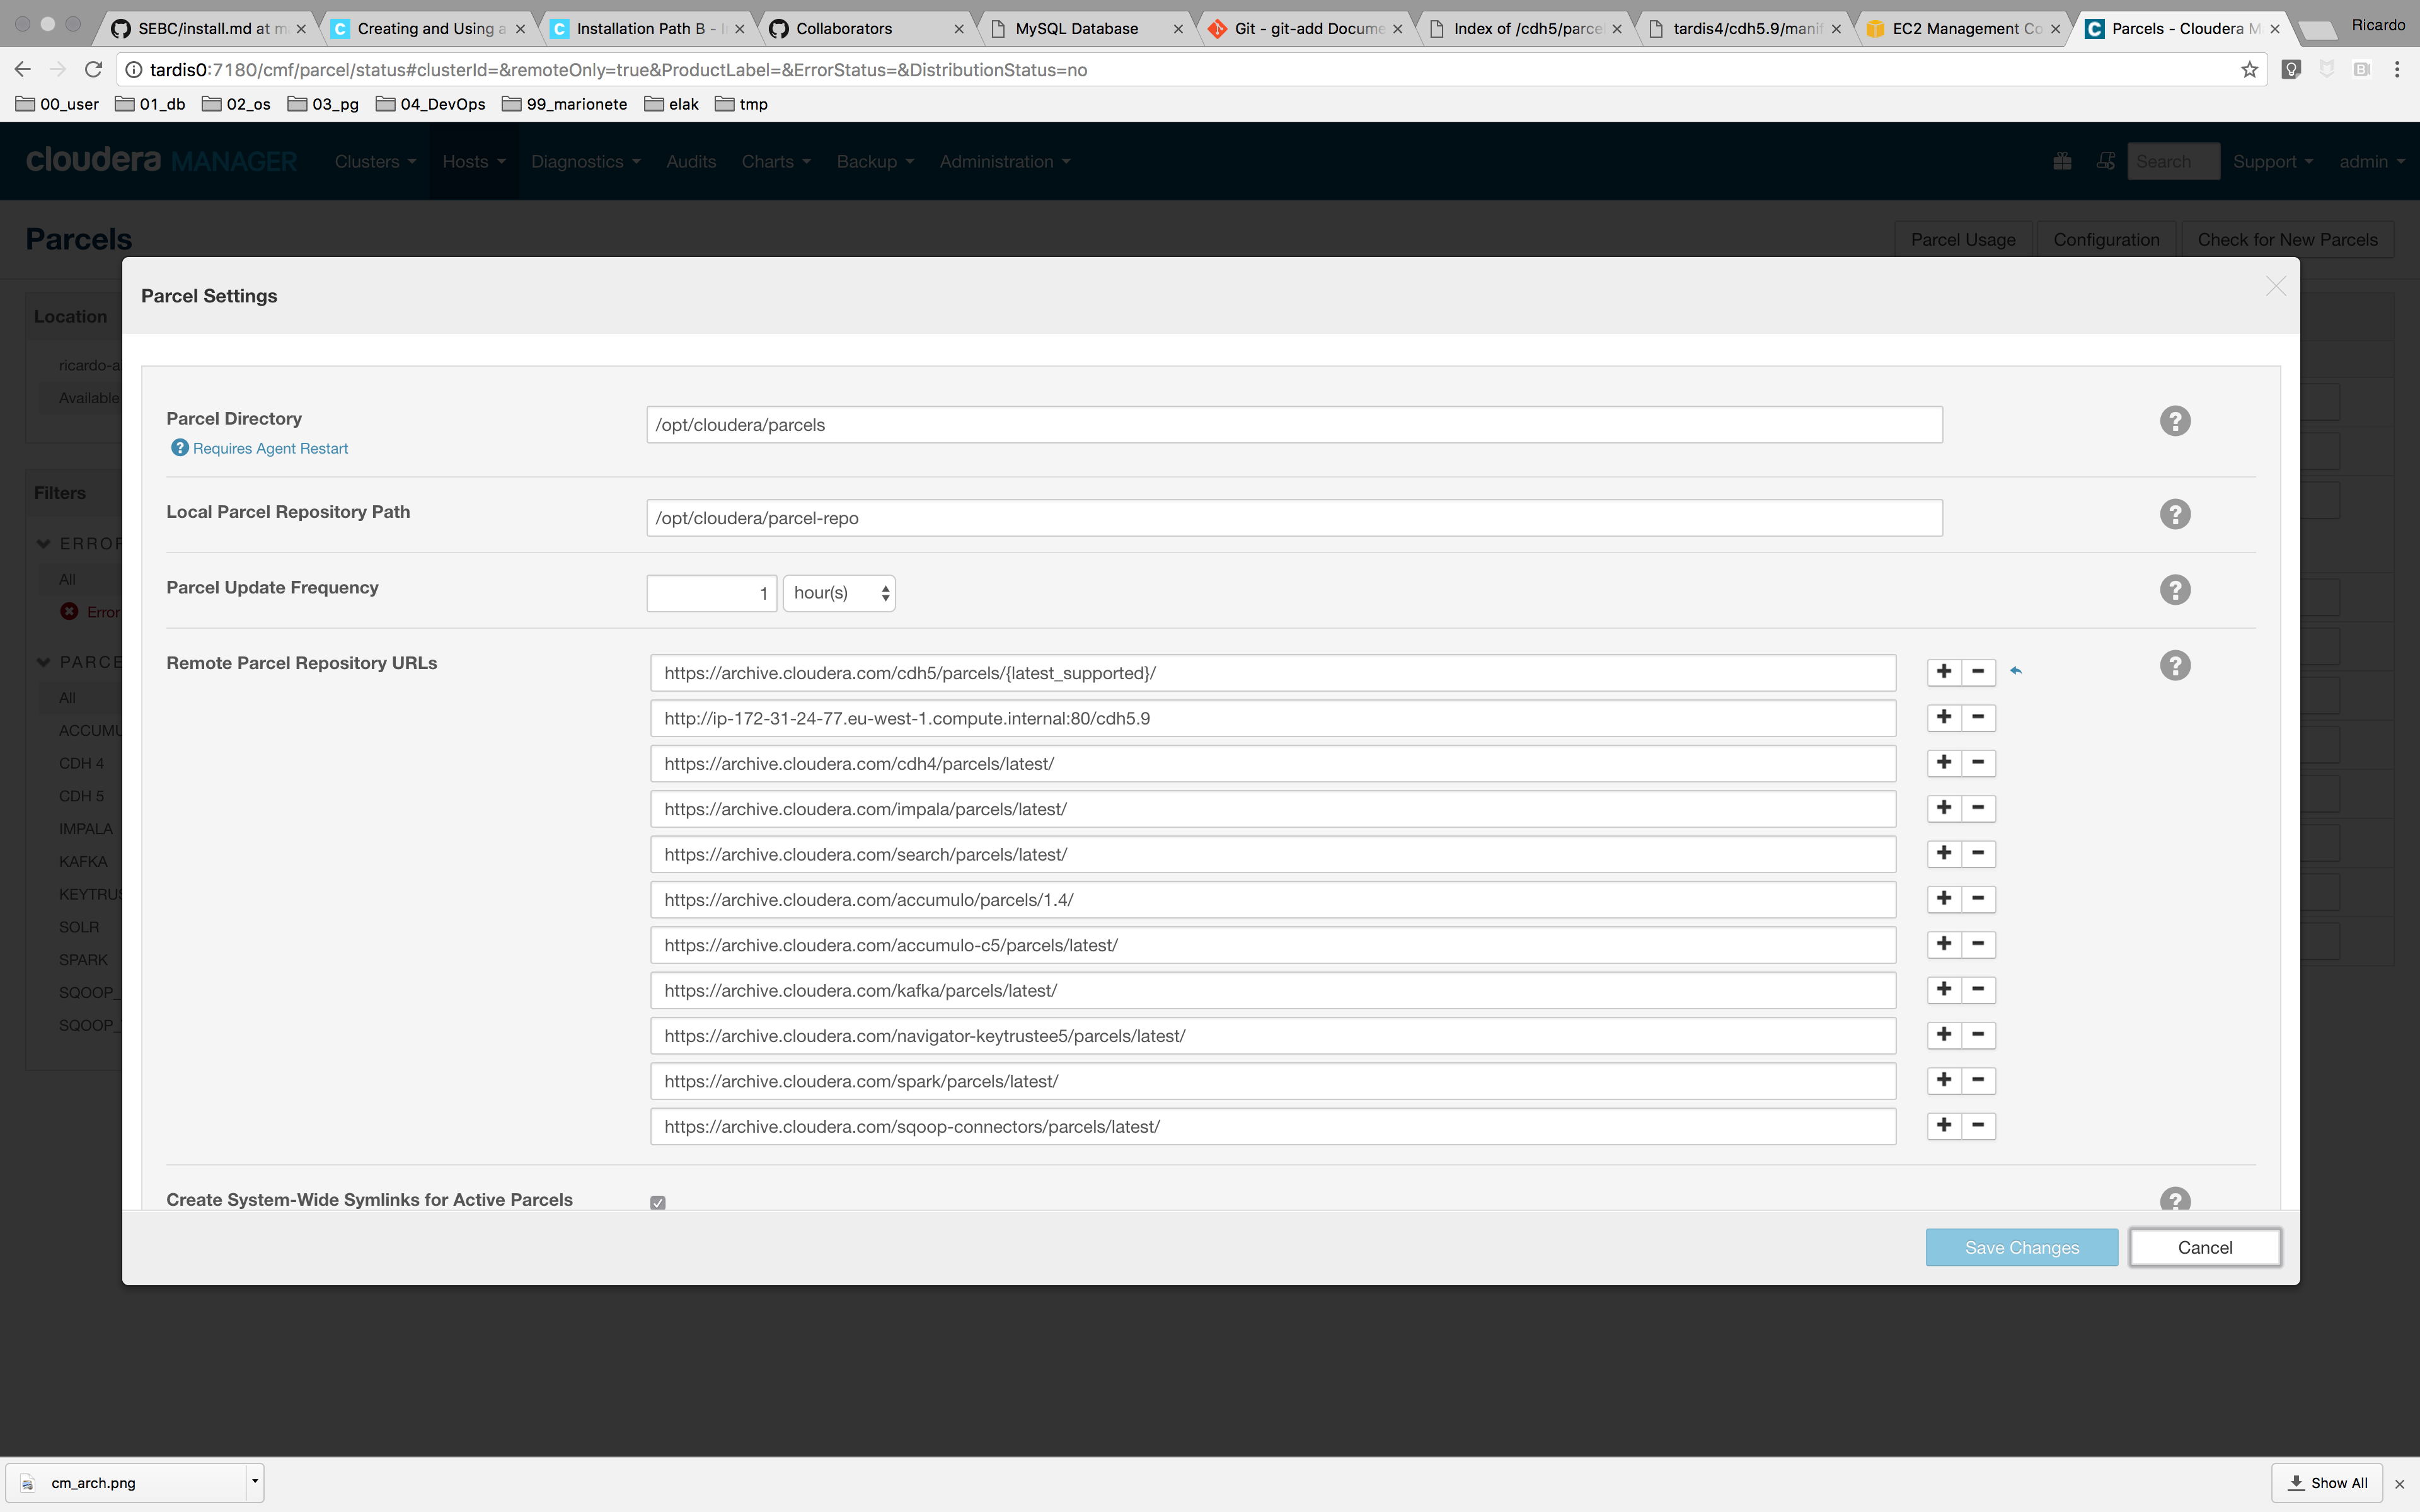 SEBC/install.md at m
Creating and Using a
Installation Path B - I
Collaborators
MySQL Database
Git - git-add Docume
Index of /cdh5/parce
tardis4/cdh5.9/manif
EC2 Management Co
Parcels - Cloudera M
Ricardo
tardis0:7180/cmf/parcel/status#clusterId=&remoteOnly=true&ProductLabel=&ErrorStatus=&DistributionStatus=no
00_user
01_db
02_os
03_pg
04_DevOps
99_marionete
elak
tmp
cloudera MANAGER
Clusters
Hosts
Diagnostics
Audits
Charts
Backup
Administration
Search
Support
admin
Parcels
Parcel Usage
Configuration
Check for New Parcels
Location
ricardo-a
Available
Filters
ERROR
All
Error
PARCE
All
ACCUMU
CDH 4
CDH 5
IMPALA
KAFKA
KEYTRUS
SOLR
SPARK
SQOOP_
SQOOP_
Parcel Settings
Parcel Directory
Requires Agent Restart
/opt/cloudera/parcels
Local Parcel Repository Path
/opt/cloudera/parcel-repo
Parcel Update Frequency
1
hour(s)
Remote Parcel Repository URLs
https://archive.cloudera.com/cdh5/parcels/{latest_supported}/
http://ip-172-31-24-77.eu-west-1.compute.internal:80/cdh5.9
https://archive.cloudera.com/cdh4/parcels/latest/
https://archive.cloudera.com/impala/parcels/latest/
https://archive.cloudera.com/search/parcels/latest/
https://archive.cloudera.com/accumulo/parcels/1.4/
https://archive.cloudera.com/accumulo-c5/parcels/latest/
https://archive.cloudera.com/kafka/parcels/latest/
https://archive.cloudera.com/navigator-keytrustee5/parcels/latest/
https://archive.cloudera.com/spark/parcels/latest/
https://archive.cloudera.com/sqoop-connectors/parcels/latest/
Create System-Wide Symlinks for Active Parcels
Save Changes
Cancel
cm_arch.png
Show All